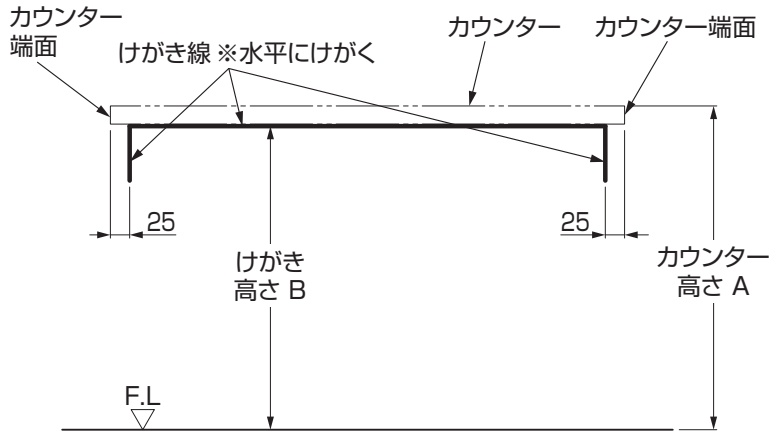 カウンター
端面
けがき線 ※水平にけがく
カウンター
カウンター端面
25
25
けがき
高さ B
カウンター
高さ A
F.L